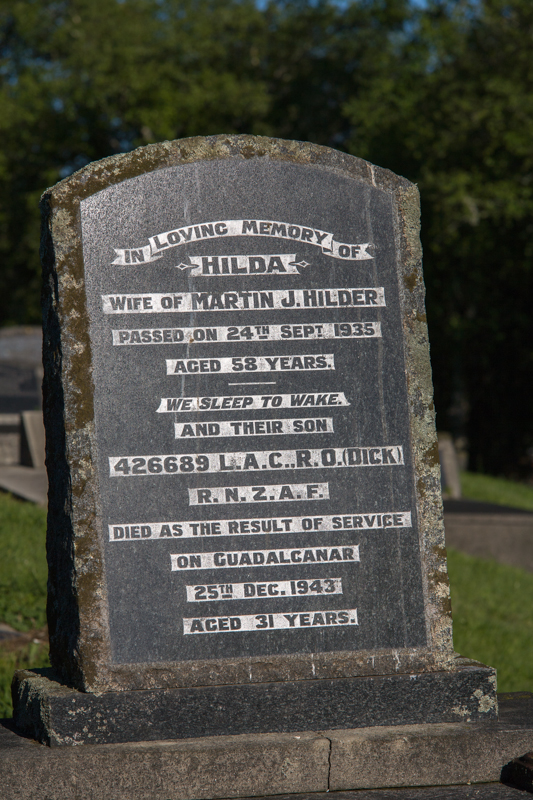 IN LOVING MEMORY OF
HILDA
WIFE OF MARTIN J. HILDER
PASSED ON 24TH SEPT. 1935
AGED 58 YEARS.
WE SLEEP TO WAKE.
AND THEIR SON
426689 L.A.C., R.O. (DICK)
R.N.Z.A.F.
DIED AS THE RESULT OF SERVICE
ON GUADALCANAR
25TH DEC. 1943
AGED 31 YEARS.